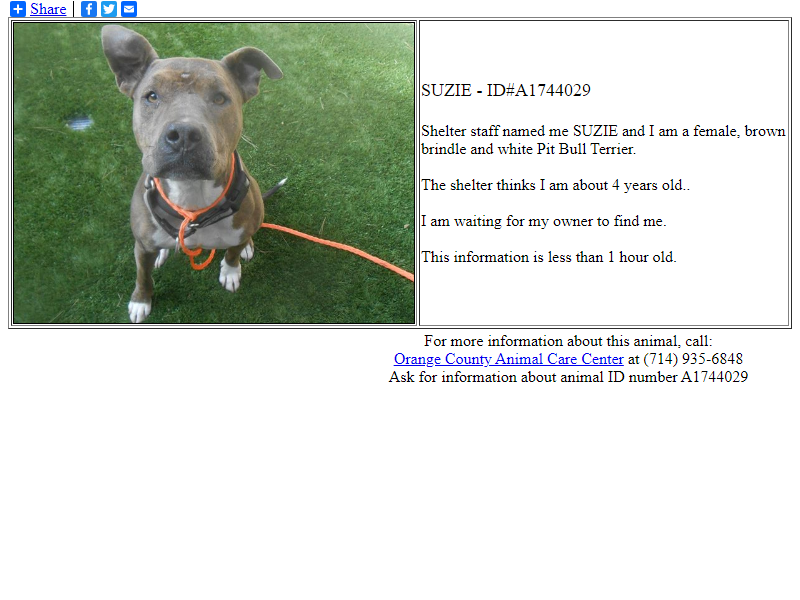 Share
SUZIE - ID#A1744029
Shelter staff named me SUZIE and I am a female, brown
brindle and white Pit Bull Terrier.
The shelter thinks I am about 4 years old..
I am waiting for my owner to find me.
This information is less than 1 hour old.
For more information about this animal, call:
Orange County Animal Care Center at (714) 935-6848
Ask for information about animal ID number A1744029